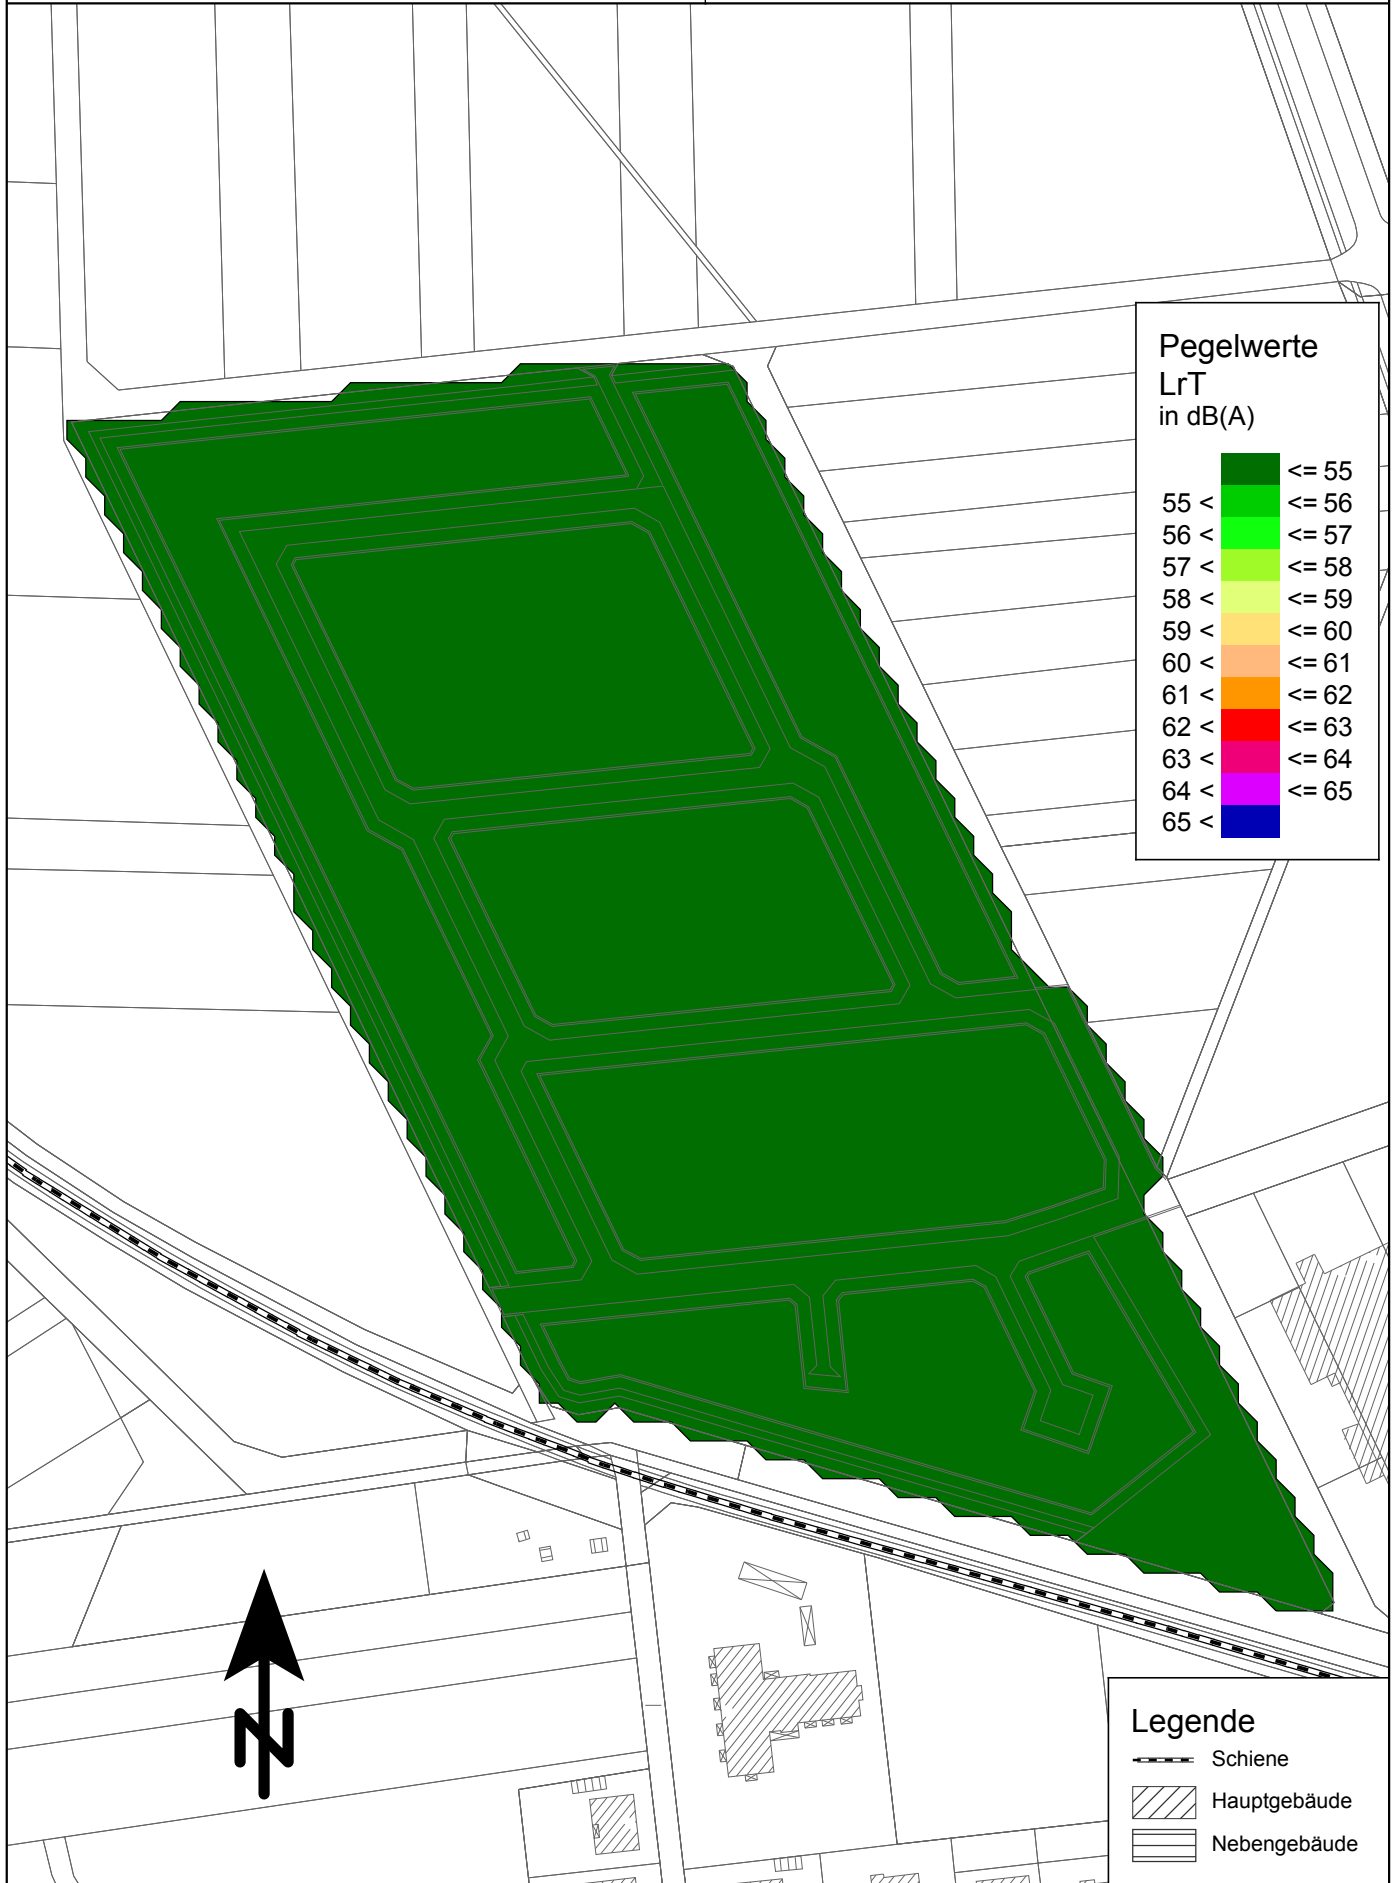 Pegelwerte
LrT
in dB(A)
<= 55
55 < <= 56
56 < <= 57
57 < <= 58
58 < <= 59
59 < <= 60
60 < <= 61
61 < <= 62
62 < <= 63
63 < <= 64
64 < <= 65
65 <
N
Legende
Schiene
Hauptgebäude
Nebengebäude